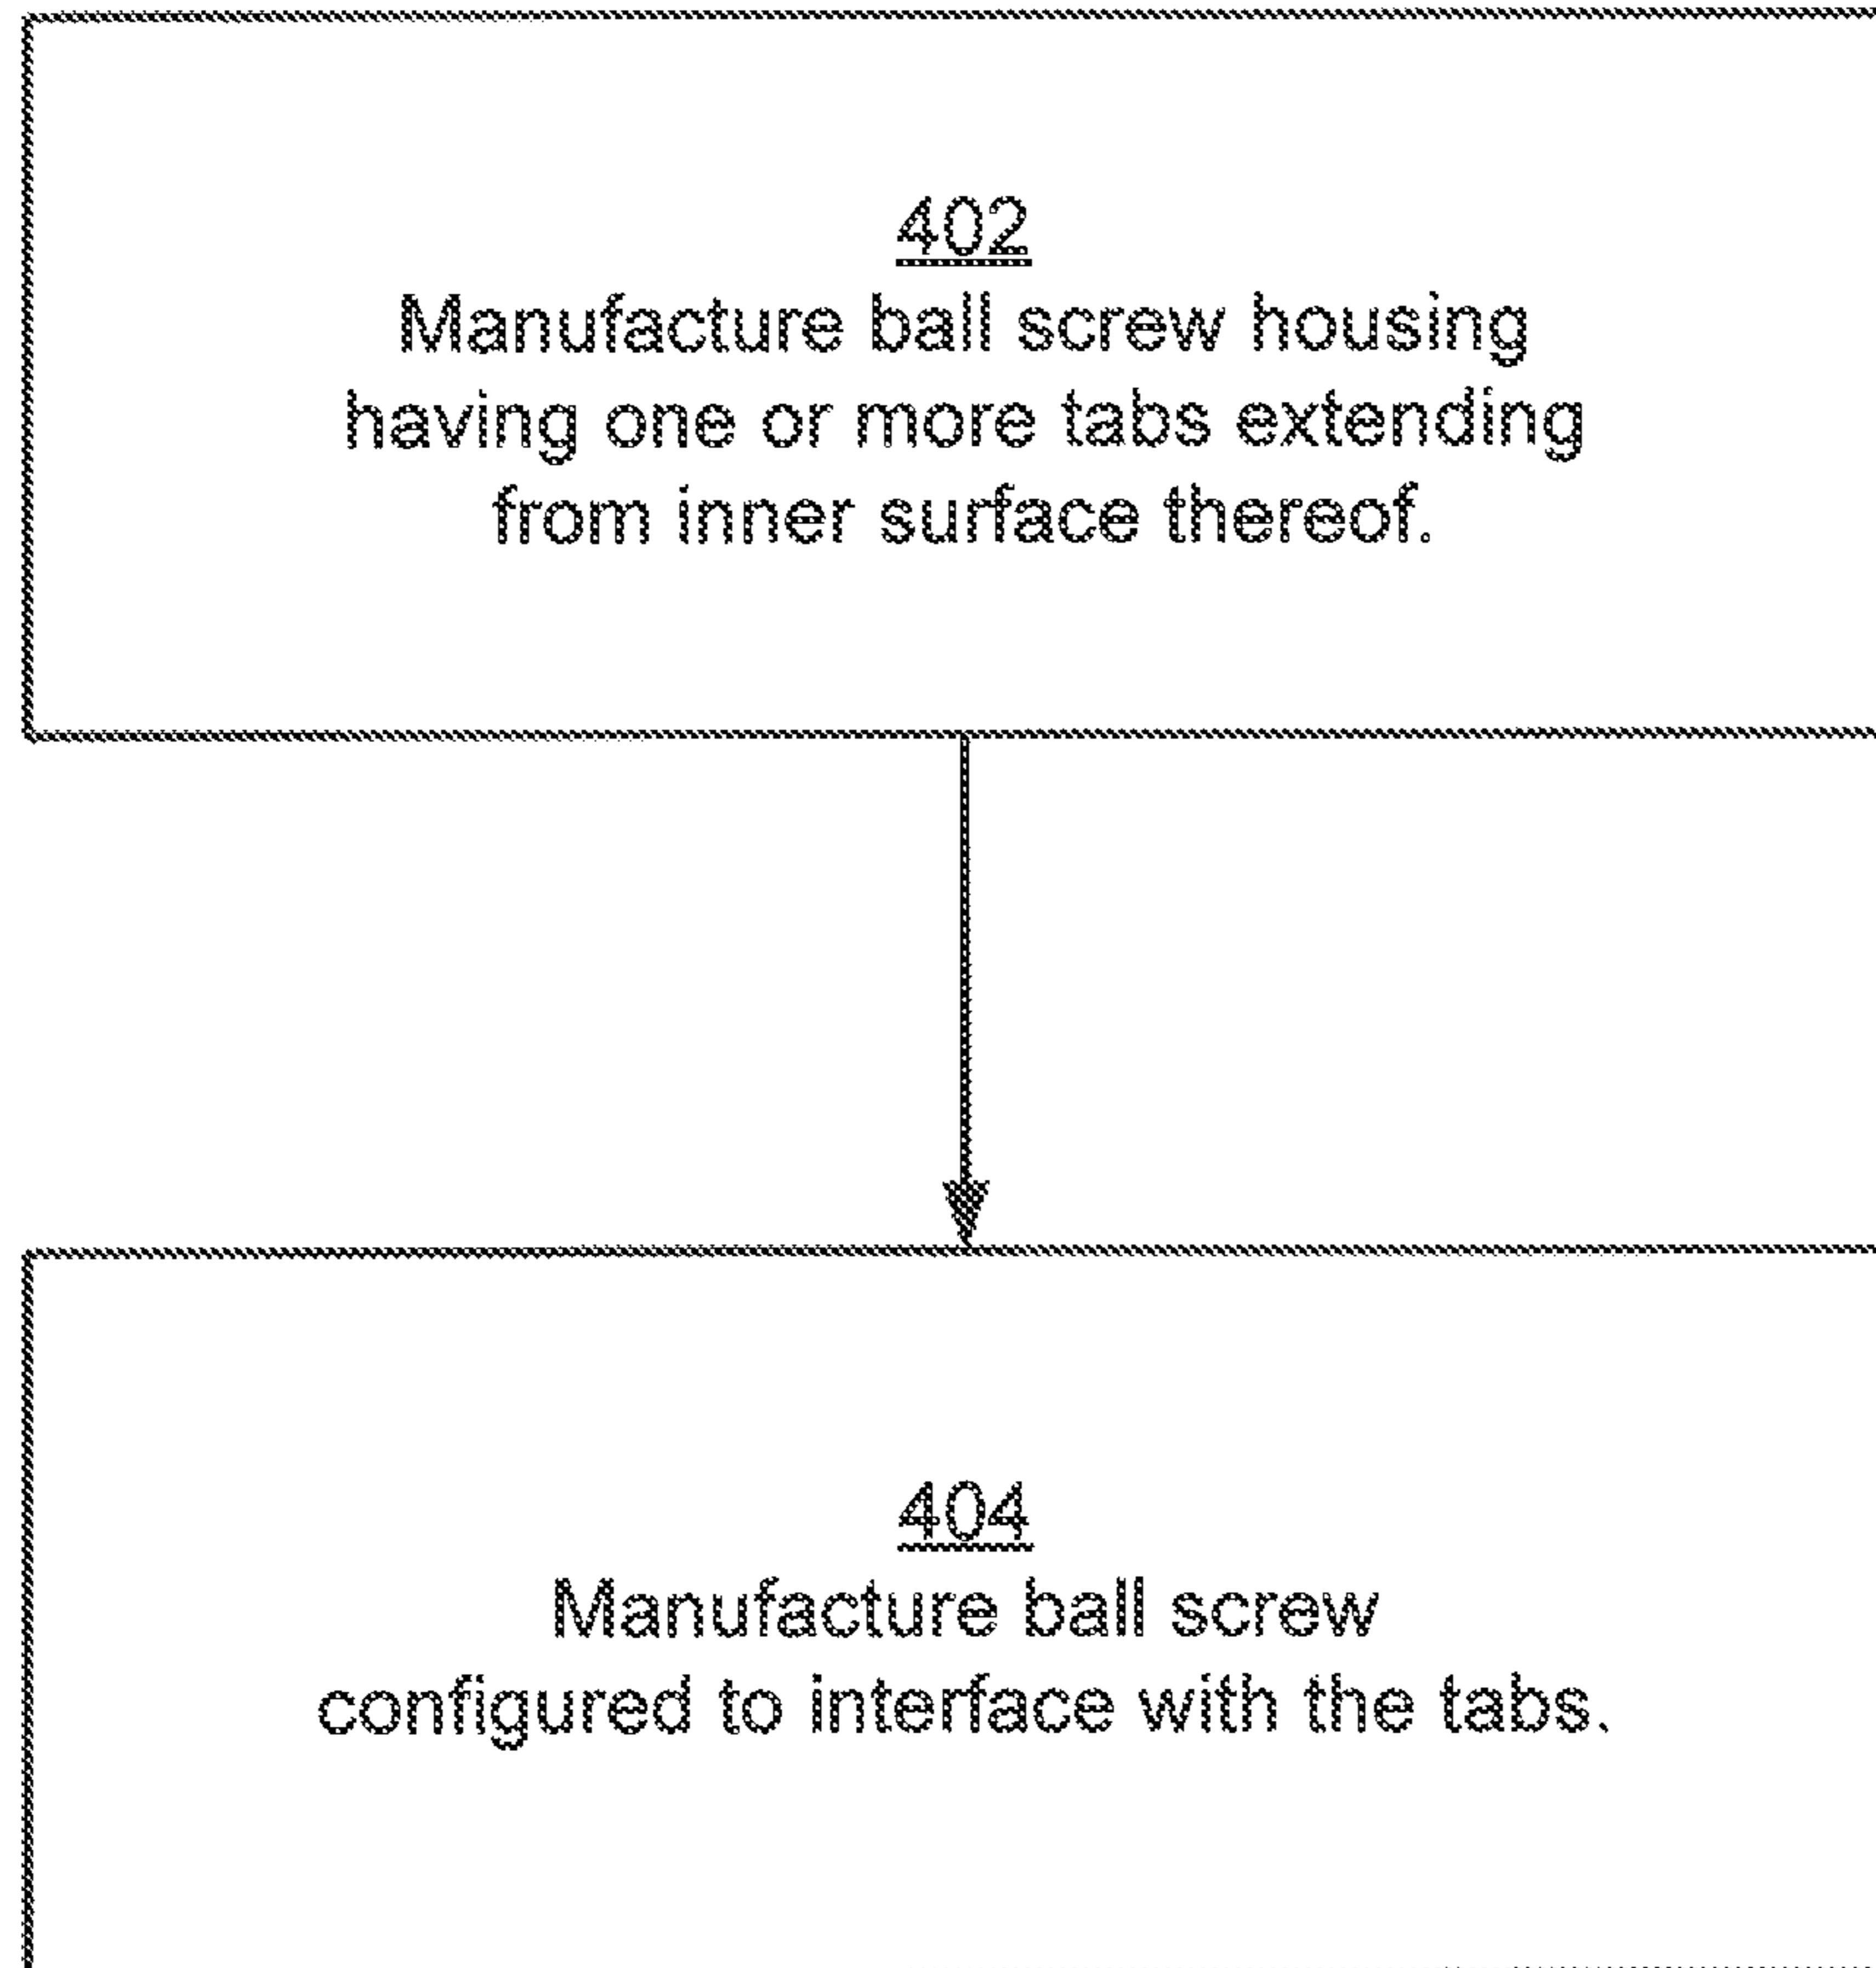 402
Manufacture ball screw housing
having one or more tabs extending
from inner surface thereof.
404
Manufacture ball screw
configured to interface with the tabs.